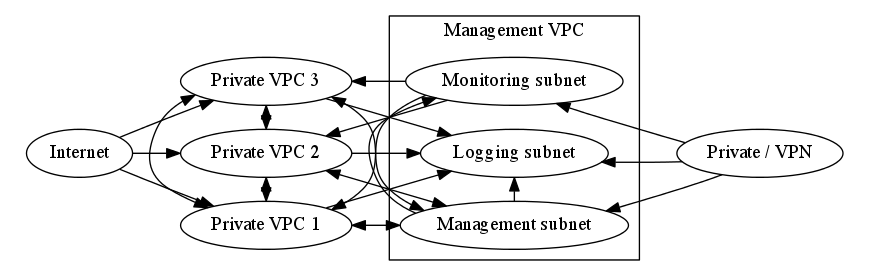 Management VPC
Private VPC 3
Monitoring subnet
Internet
Private VPC 2
Logging subnet
Private / VPN
Private VPC 1
Management subnet